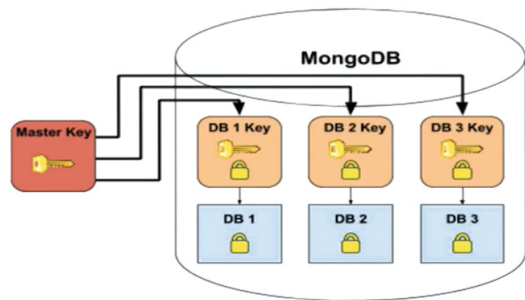 MongoDB
Master Key
DB 1 Key
DB 2 Key
DB 3 Key
DB 1
DB 2
DB 3